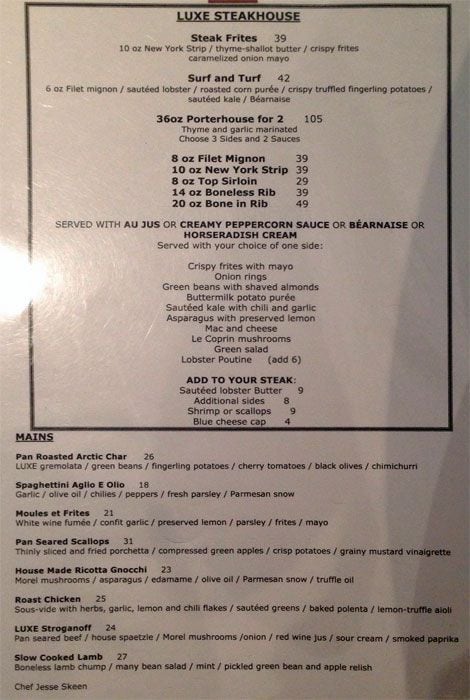 LUXE STEAKHOUSE
Steak Frites 39
10 oz New York Strip / thyme-shallot butter / crispy frites
caramelized onion mayo
Surf and Turf 42
6 oz Filet mignon / sautéed lobster / roasted corn purée / crispy truffled fingerling potatoes /
sautéed kale / Béarnaise
36oz Porterhouse for 2 105
Thyme and garlic marinated
Choose 3 Sides and 2 Sauces
8 oz Filet Mignon 39
10 oz New York Strip 39
8 oz Top Sirloin 29
14 oz Boneless Rib 39
20 oz Bone in Rib 49
SERVED WITH AU JUS OR CREAMY PEPPERCORN SAUCE OR BÉARNAISE OR
HORSERADISH CREAM
Served with your choice of one side:
Crispy frites with mayo
Onion rings
Green beans with shaved almonds
Buttermilk potato purée
Sautéed kale with chili and garlic
Asparagus with preserved lemon
Mac and cheese
Le Coprin mushrooms
Green salad
Lobster Poutine (add 6)
ADD TO YOUR STEAK:
Sautéed lobster Butter 9
Additional sides 8
Shrimp or scallops 9
Blue cheese cap 4
MAINS
Pan Roasted Arctic Char 26
LUXE gremolata / green beans / fingerling potatoes / cherry tomatoes / black olives / chimichurri
Spaghettini Aglio E Olio 18
Garlic / olive oil / chilies / peppers / fresh parsley / Parmesan snow
Moules et Frites 21
White wine fumée / confit garlic / preserved lemon / parsley / frites / mayo
Pan Seared Scallops 31
Thinly sliced and fried porchetta / compressed green apples / crisp potatoes / grainy mustard vinaigrette
House Made Ricotta Gnocchi 23
Morel mushrooms / asparagus / edamame / olive oil / Parmesan snow / truffle oil
Roast Chicken 25
Sous-vide with herbs, garlic, lemon and chili flakes / sautéed greens / baked polenta / lemon-truffle aioli
LUXE Stroganoff 24
Pan seared beef / house spaetzle / Morel mushrooms /onion / red wine jus / sour cream / smoked paprika
Slow Cooked Lamb 27
Boneless lamb chump / many bean salad / mint / pickled green bean and apple relish
Chef Jesse Skeen